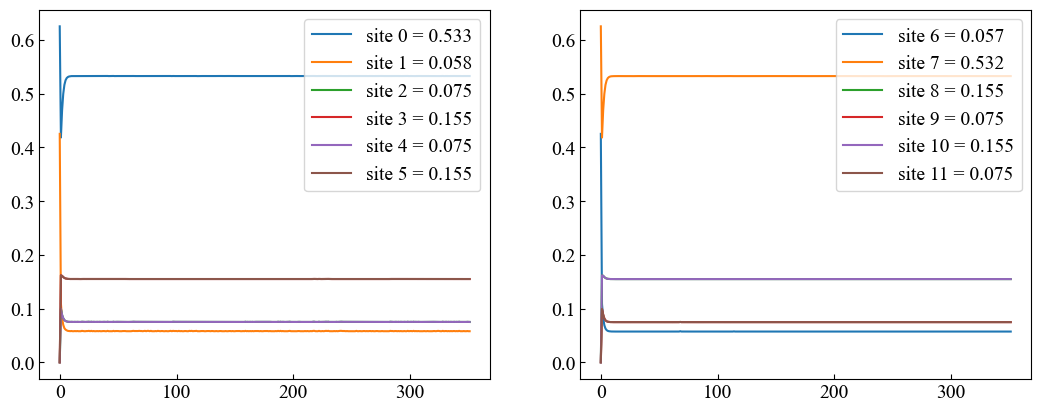 0.6
0.5
0.4
0.3
0.2
0.1
0.0
0
100
200
300
site 0 = 0.533
site 1 = 0.058
site 2 = 0.075
site 3 = 0.155
site 4 = 0.075
site 5 = 0.155
0.6
0.5
0.4
0.3
0.2
0.1
0.0
0
100
200
300
site 6 = 0.057
site 7 = 0.532
site 8 = 0.155
site 9 = 0.075
site 10 = 0.155
site 11 = 0.075